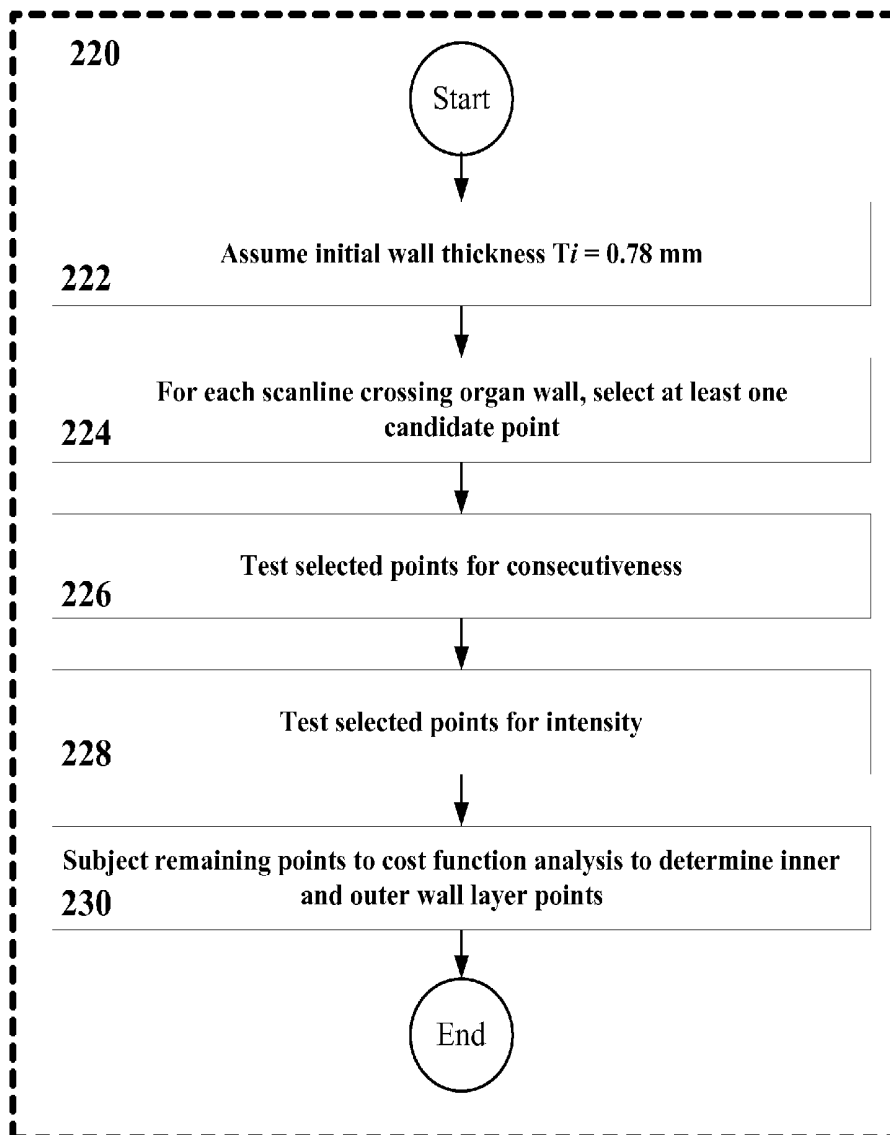 220
Start
Assume initial wall thickness Ti = 0.78 mm
222
For each scanline crossing organ wall, select at least one
candidate point
224
Test selected points for consecutiveness
226
Test selected points for intensity
228
Subject remaining points to cost function analysis to determine inner
and outer wall layer points
230
End